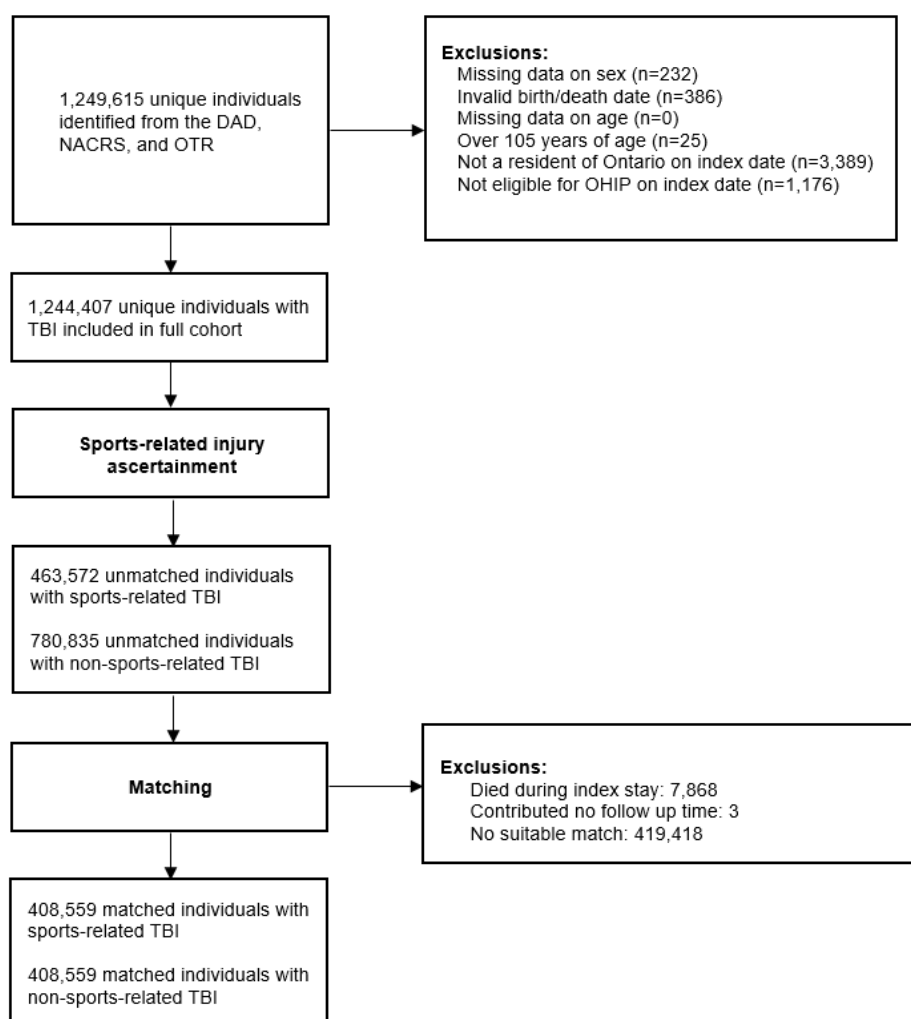 1,249,615 unique individuals
identified from the DAD,
NACRS, and OTR
Exclusions:
Missing data on sex (n=232)
Invalid birth/death date (n=386)
Missing data on age (n=0)
Over 105 years of age (n=25)
Not a resident of Ontario on index date (n=3,389)
Not eligible for OHIP on index date (n=1,176)
1,244,407 unique individuals with
TBI included in full cohort
Sports-related injury
ascertainment
463,572 unmatched individuals
with sports-related TBI
780,835 unmatched individuals
with non-sports-related TBI
Matching
Exclusions:
Died during index stay: 7,868
Contributed no follow up time: 3
No suitable match: 419,418
408,559 matched individuals with
sports-related TBI
408,559 matched individuals with
non-sports-related TBI